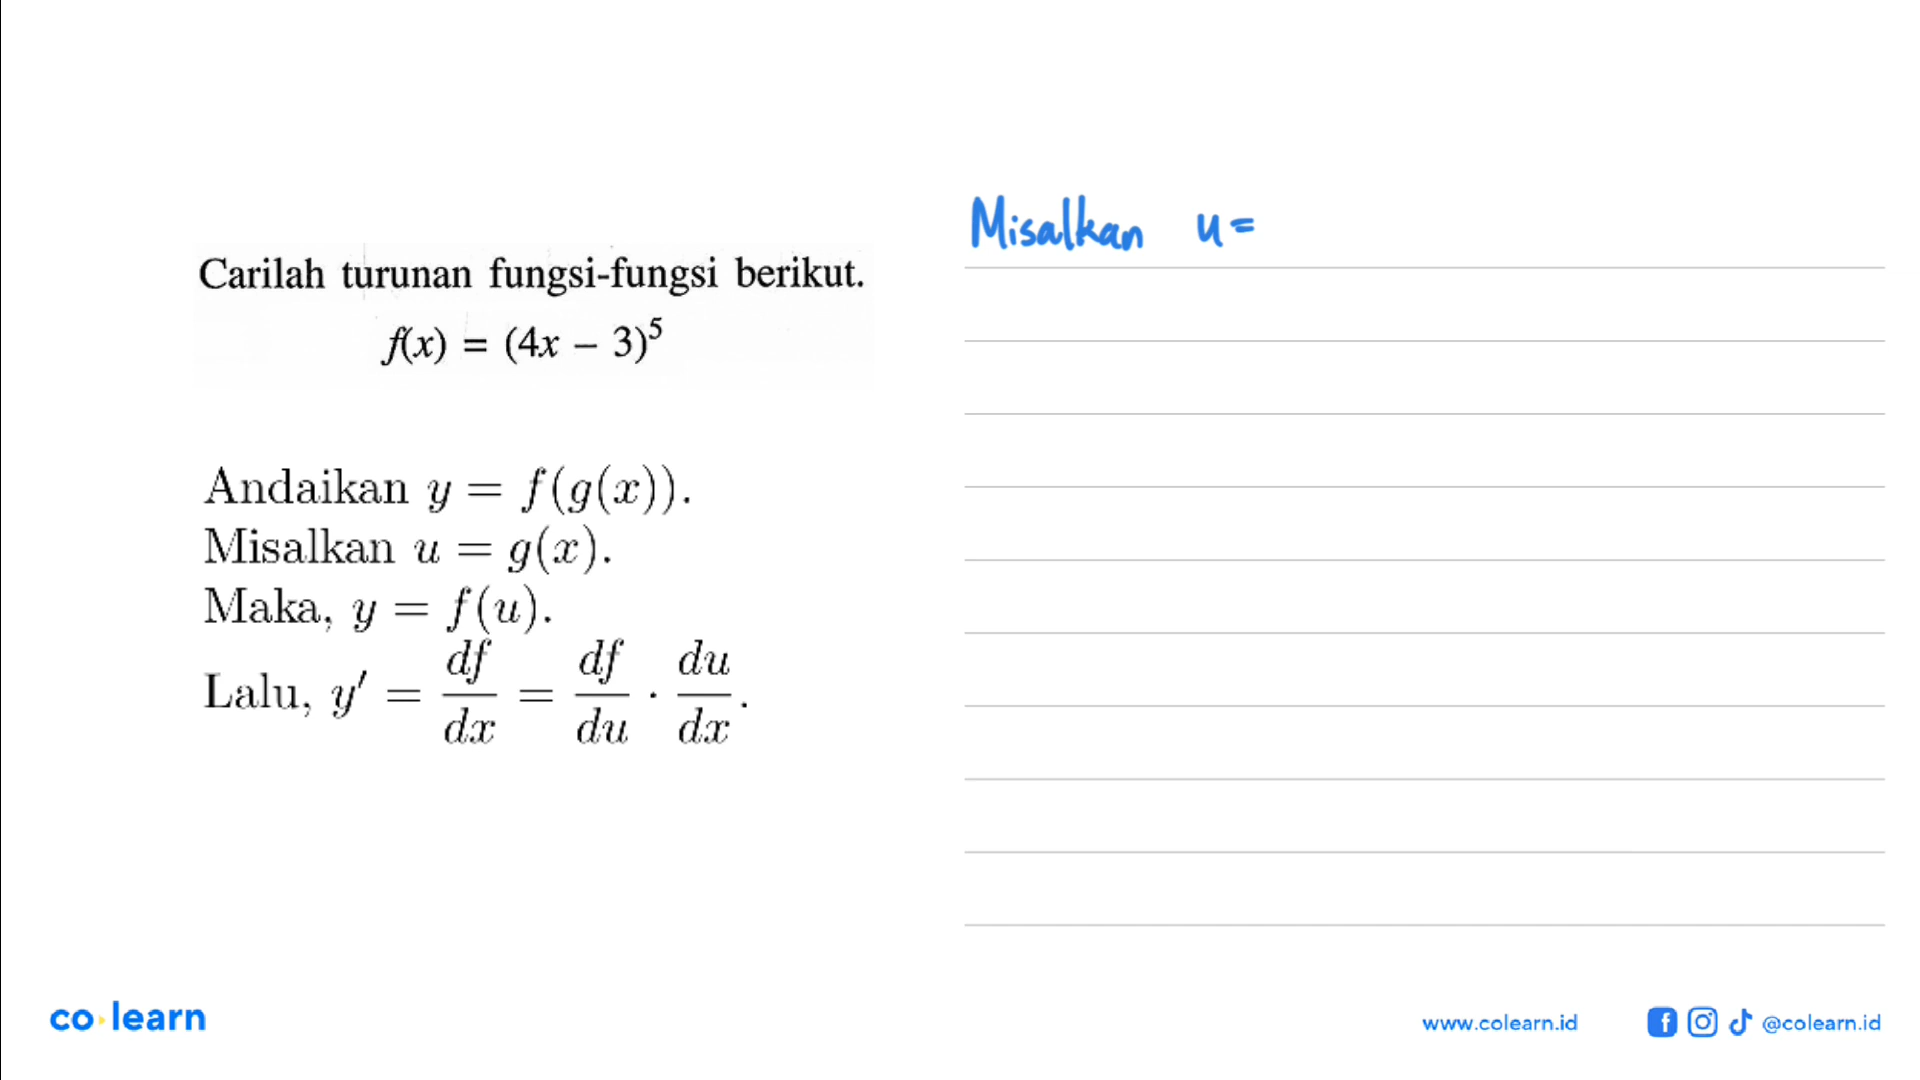 Carilah turunan fungsi-fungsi berikut.
f(x) = (4x – 3)⁵
Andaikan y = f(g(x)).
Misalkan u = g(x).
Maka, y = f(u).
Lalu, y′ = df/dx = df/du · du/dx.
Misalkan u =
co learn
www.colearn.id
@colearn.id